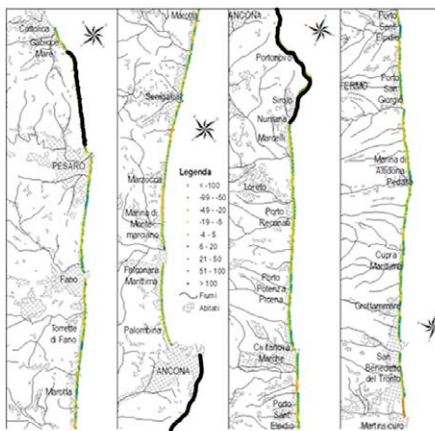 Cattolica
Gabicce
Mare
PESARO
Fano
Torrette
di Fano
Marotta
Marotta
Senigallia
Marzocca
Marina di
Monte-
marciano
Falconara
Marittima
Palombina
ANCONA
Legenda
< -100
-99 - -50
-49 - -20
-19 - -5
-4 - 5
6 - 20
21 - 50
51 - 100
> 100
Fiumi
Abitati
ANCONA
Portonovo
Sirolo
Numana
Marcelli
Loreto
Porto
Recanati
Porto
Potenza
Picena
Civitanova
Marche
Porto
Sant'
Elpidio
Porto
Sant'
Elpidio
FERMO
Porto
San
Giorgio
Marina di
Altidona
Pedaso
Cupra
Marittima
Grottammare
San
Benedetto
del Tronto
Martinsicuro